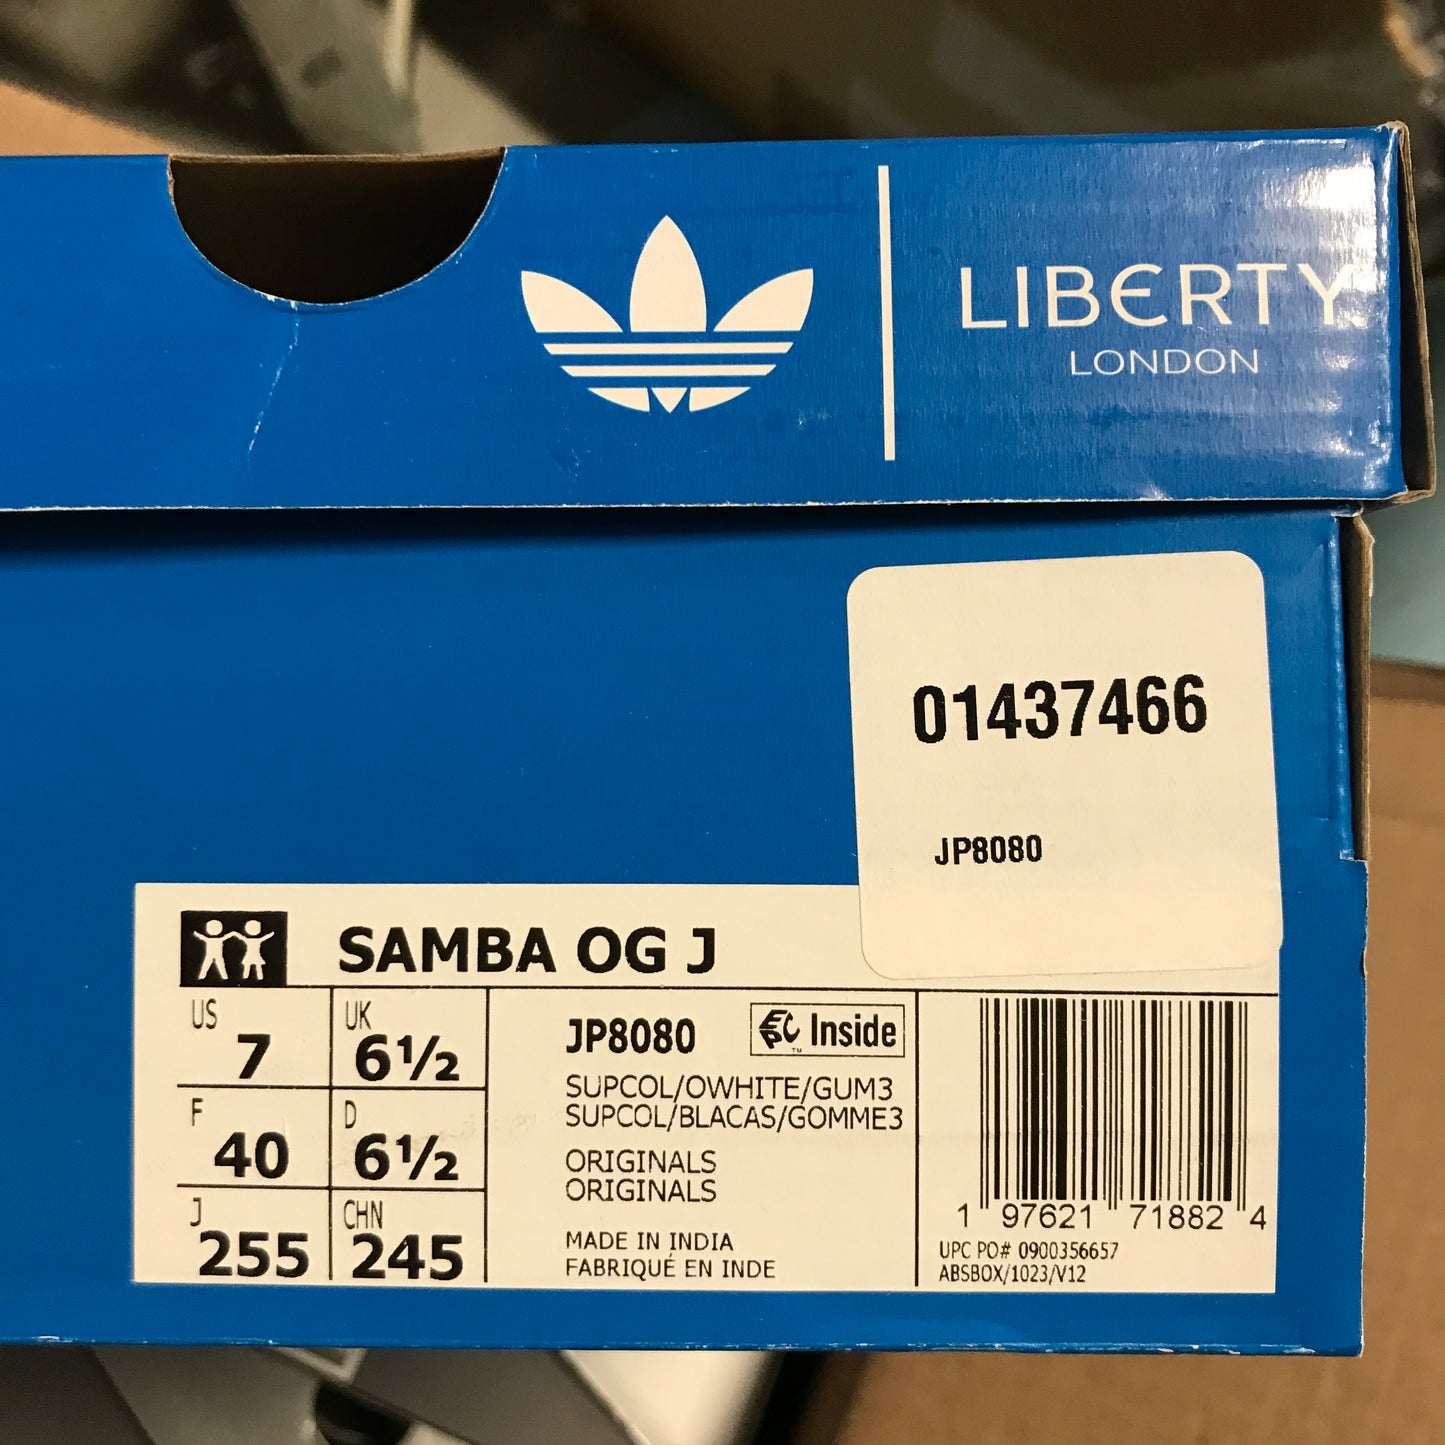 LIBERTY.
LONDON
01437466
JP8080
SAMBA OG J
US
7
UK
6½
F
40
D
6½
J
255
CHN
245
JP8080
EPC™ Inside
SUPCOL/OWHITE/GUM3
SUPCOL/BLACAS/GOMME3
ORIGINALS
ORIGINALS
MADE IN INDIA
FABRIQUÉ EN INDE
1 97621 71882 4
UPC PO# 0900356657
ABSBOX/1023/V12